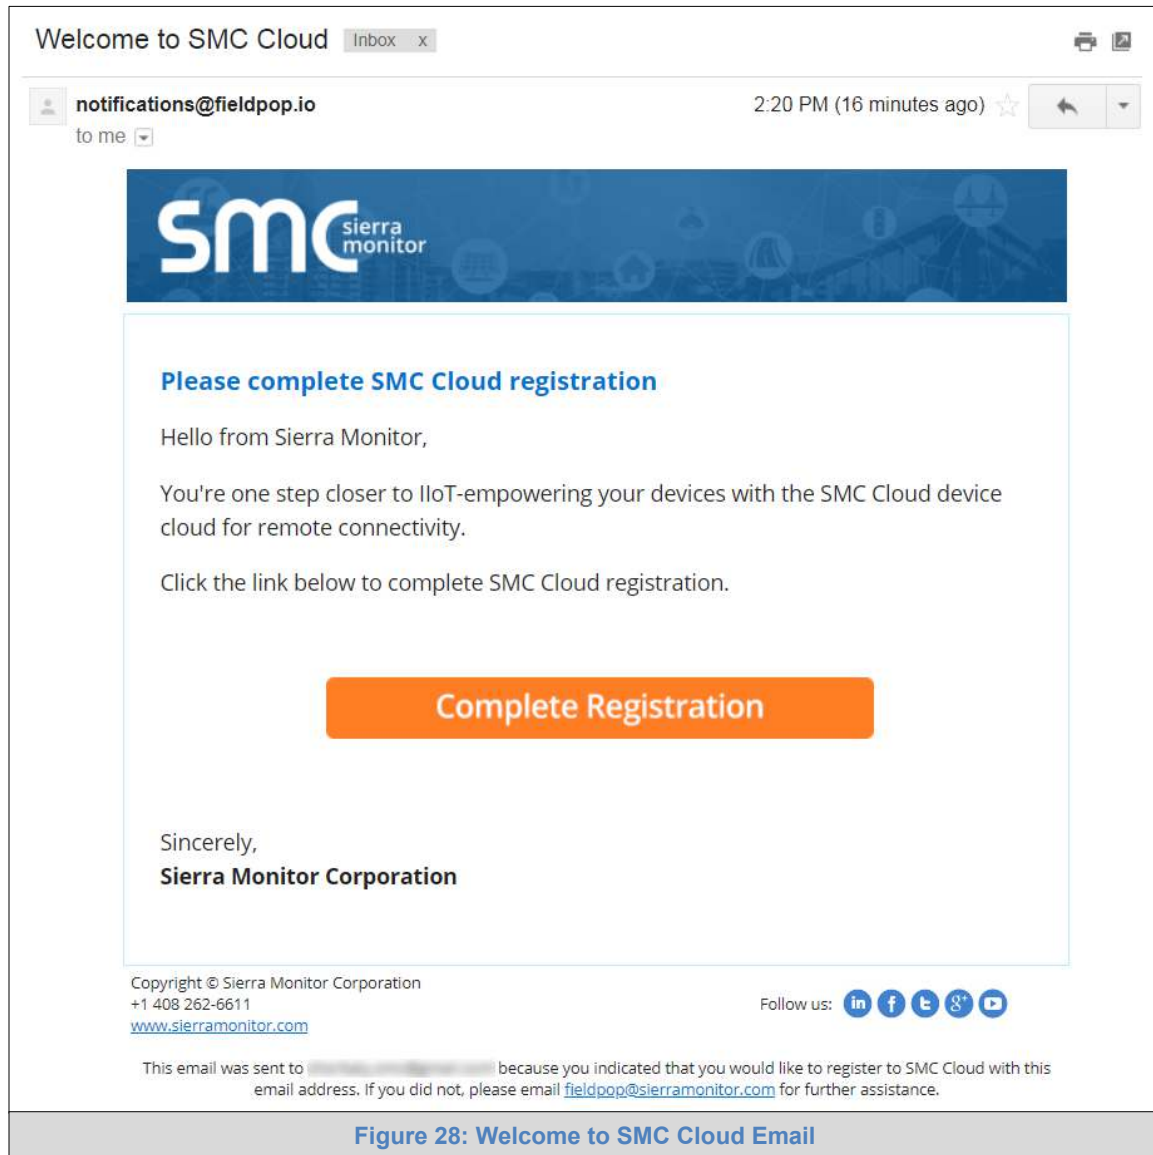 Welcome to SMC Cloud Inbox x
notifications@fieldpop.io 2:20 PM (16 minutes ago)
to me
smc sierra
monitor
Please complete SMC Cloud registration
Hello from Sierra Monitor,
You're one step closer to IIoT-empowering your devices with the SMC Cloud device
cloud for remote connectivity.
Click the link below to complete SMC Cloud registration.
Complete Registration
Sincerely,
Sierra Monitor Corporation
Copyright © Sierra Monitor Corporation
+1 408 262-6611
www.sierramonitor.com
Follow us: in f t g+
This email was sent to because you indicated that you would like to register to SMC Cloud with this
email address. If you did not, please email fieldpop@sierramonitor.com for further assistance.
Figure 28: Welcome to SMC Cloud Email